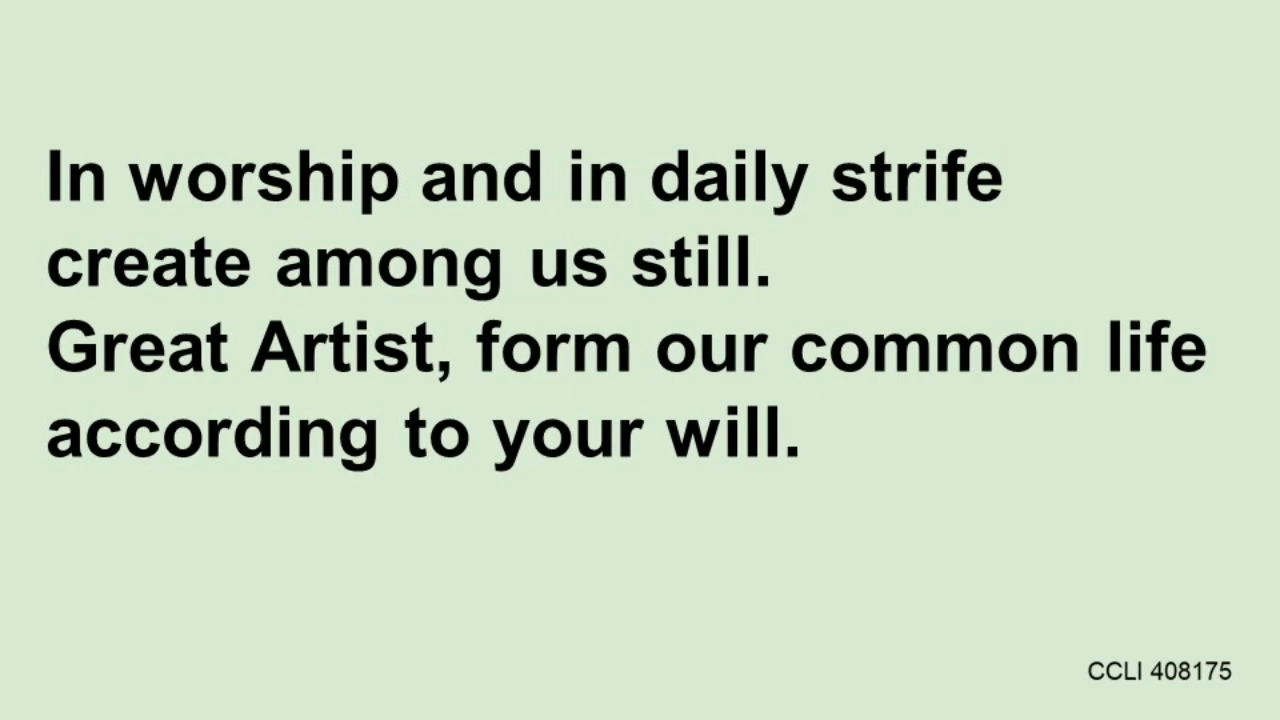 In worship and in daily strife
create among us still.
Great Artist, form our common life
according to your will.
CCLI 408175